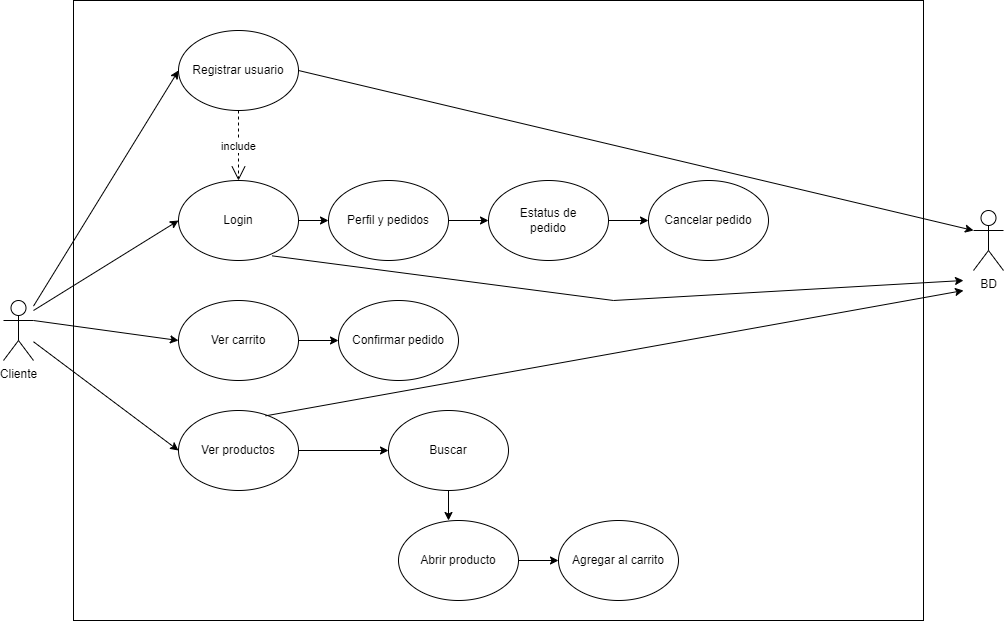 Registrar usuario
include
Login
Perfil y pedidos
Estatus de
pedido
Cancelar pedido
BD
Ver carrito
Confirmar pedido
Cliente
Ver productos
Buscar
Abrir producto
Agregar al carrito